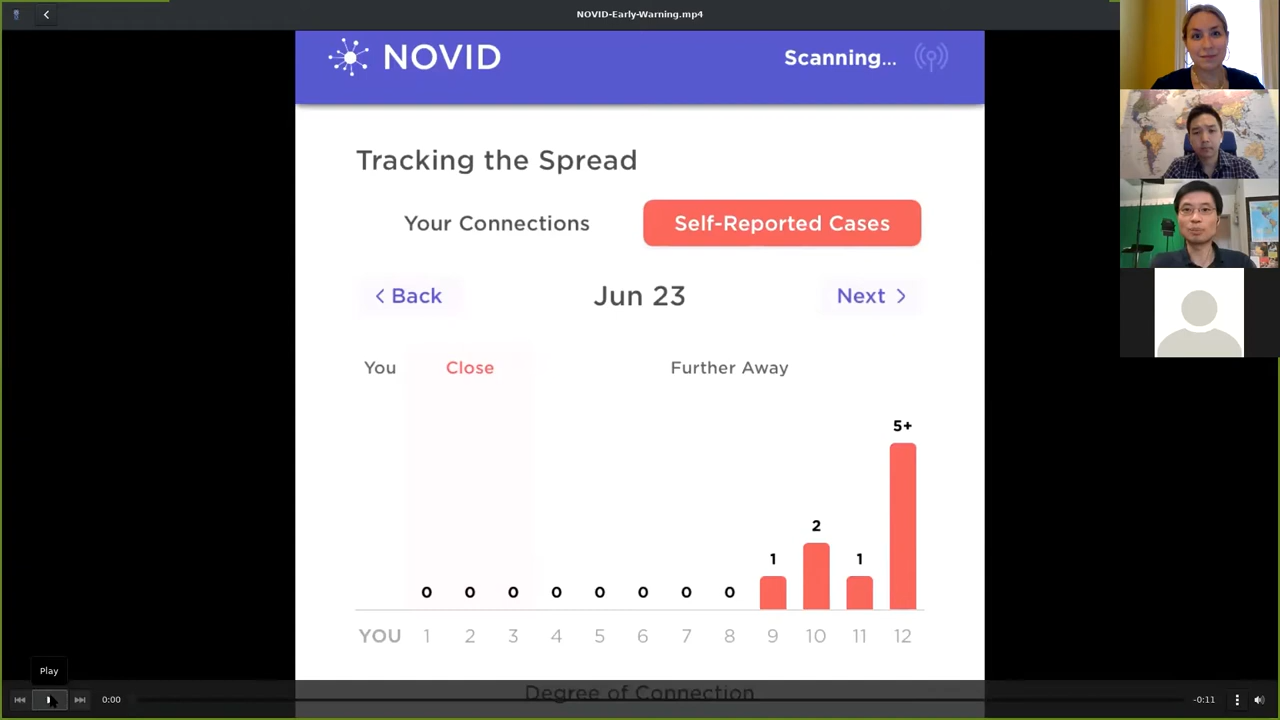 NOVID-Early-Warning.mp4
NOVID
Scanning...
Tracking the Spread
Your Connections
Self-Reported Cases
< Back
Jun 23
Next >
You
Close
Further Away
5+
2
1
1
0
0
0
0
0
0
0
0
YOU 1 2 3 4 5 6 7 8 9 10 11 12
Play
Degree of Connection
0:00
-0:11